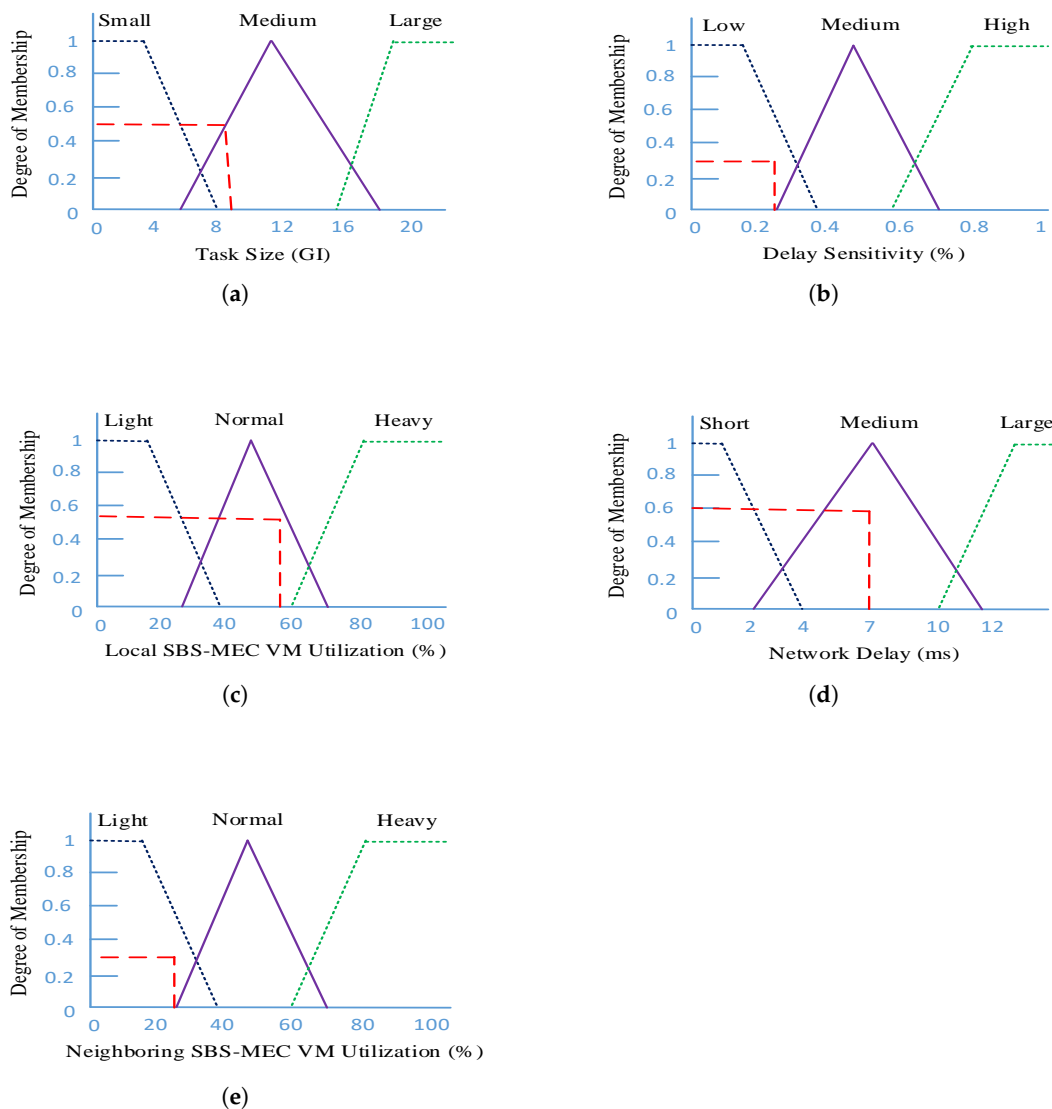 Small Medium Large
Degree of Membership
1
0.8
0.6
0.4
0.2
0
0 4 8 12 16 20
Task Size (GI)
(a)
Low Medium High
Degree of Membership
1
0.8
0.6
0.4
0.2
0
0 0.2 0.4 0.6 0.8 1
Delay Sensitivity (%)
(b)
Light Normal Heavy
Degree of Membership
1
0.8
0.6
0.4
0.2
0
0 20 40 60 80 100
Local SBS-MEC VM Utilization (%)
(c)
Short Medium Large
Degree of Membership
1
0.8
0.6
0.4
0.2
0
0 2 4 7 10 12
Network Delay (ms)
(d)
Light Normal Heavy
Degree of Membership
1
0.8
0.6
0.4
0.2
0
0 20 40 60 80 100
Neighboring SBS-MEC VM Utilization (%)
(e)